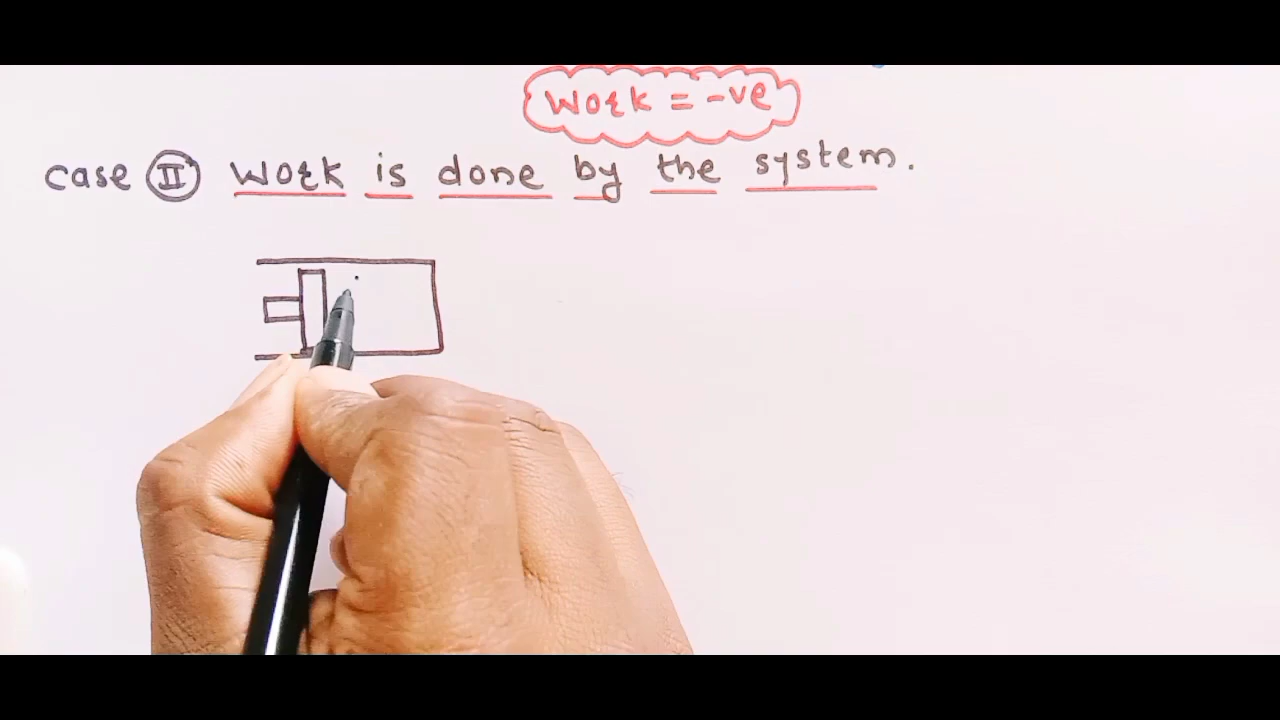 Work = -ve
case II Work is done by the system.